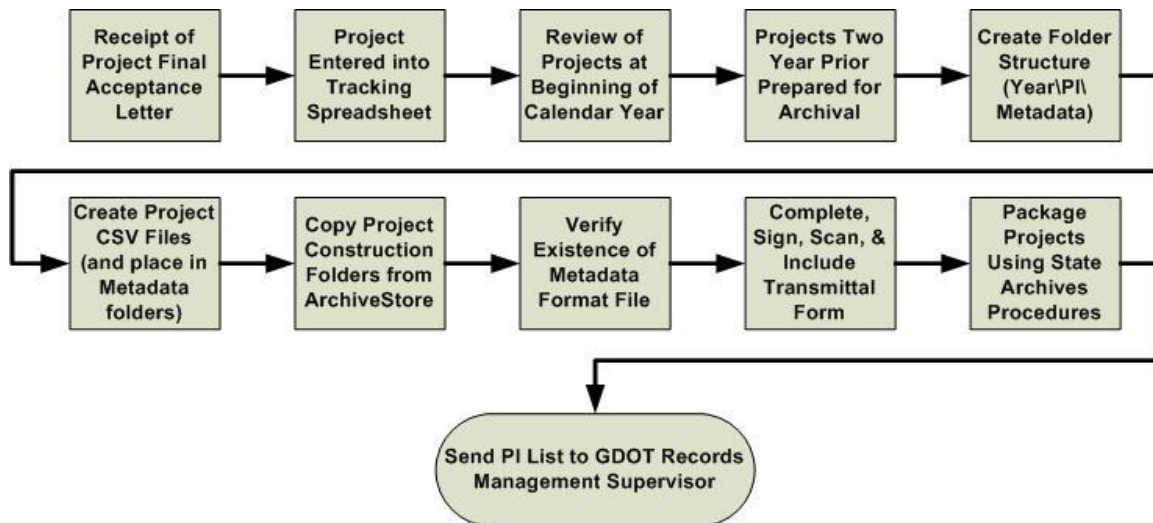 Receipt of
Project Final
Acceptance
Letter
Project
Entered into
Tracking
Spreadsheet
Review of
Projects at
Beginning of
Calendar Year
Projects Two
Year Prior
Prepared for
Archival
Create Folder
Structure
(Year\PI\
Metadata)
Create Project
CSV Files
(and place in
Metadata
folders)
Copy Project
Construction
Folders from
ArchiveStore
Verify
Existence of
Metadata
Format File
Complete,
Sign, Scan, &
Include
Transmittal
Form
Package
Projects
Using State
Archives
Procedures
Send PI List to GDOT Records
Management Supervisor